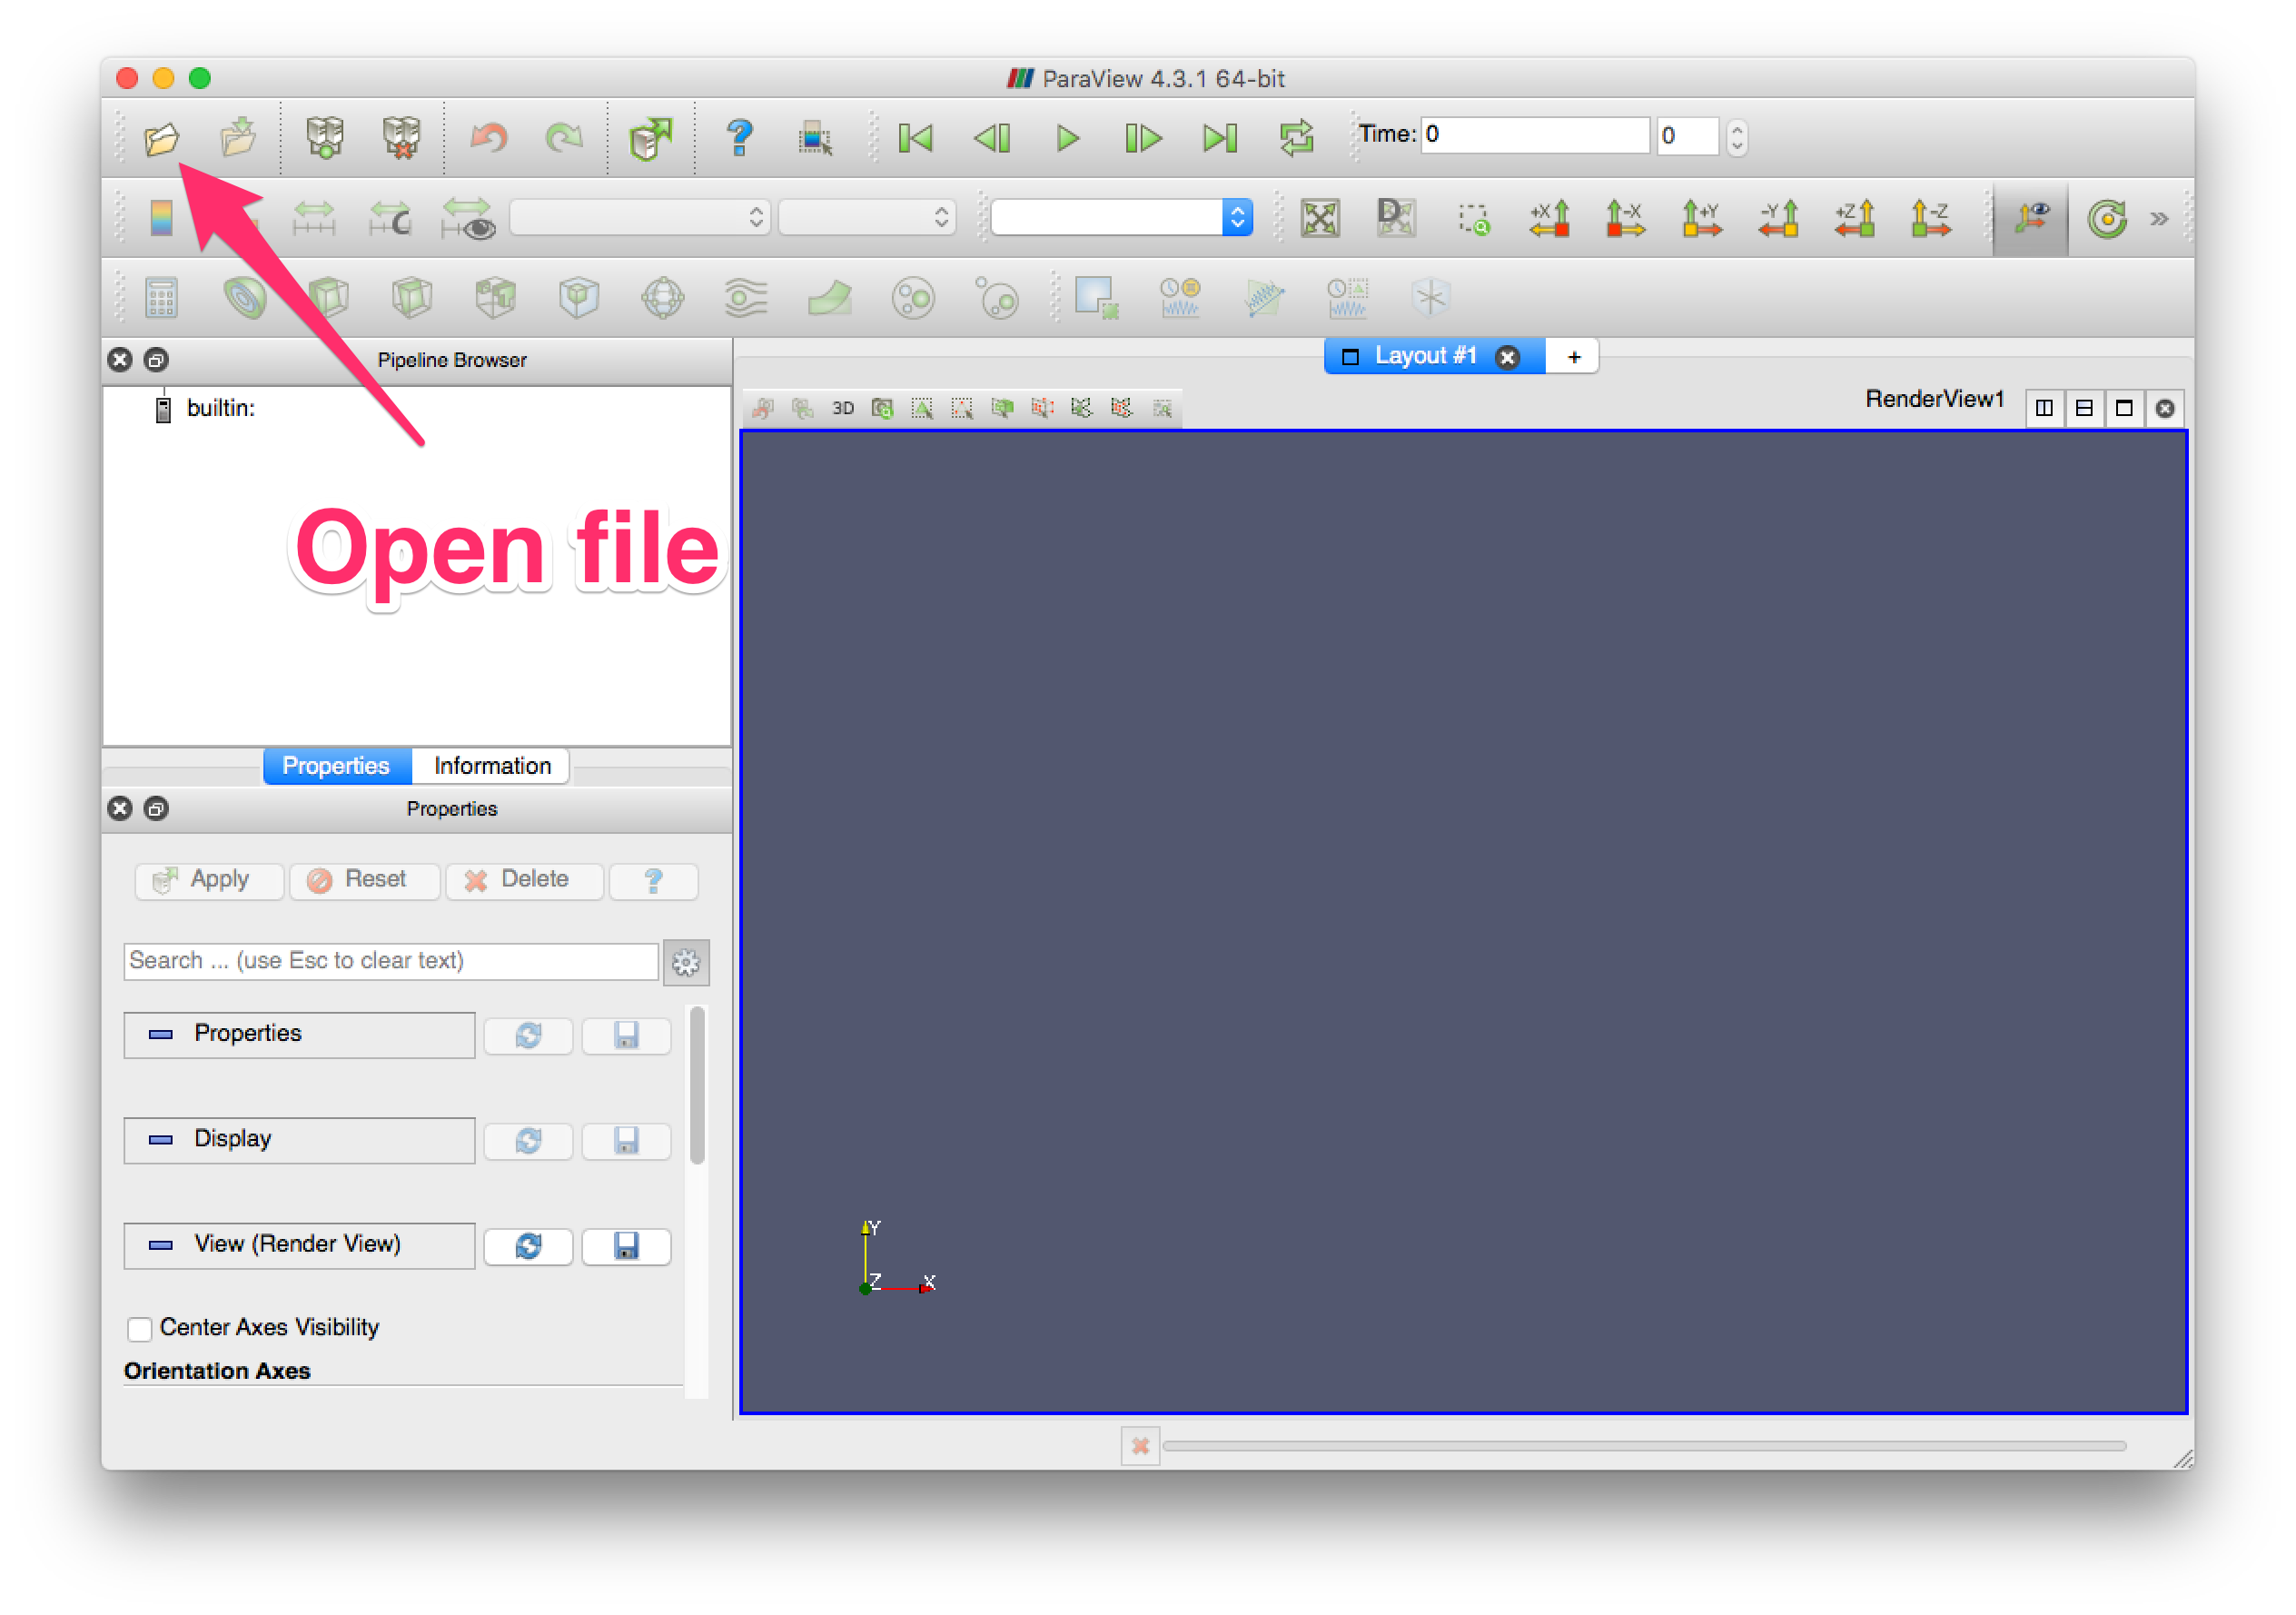 ParaView 4.3.1 64-bit
Time: 0 0
+X -X +Y -Y +Z -Z
Pipeline Browser
builtin:
Open file
Layout #1 +
3D
RenderView1
Properties Information
Properties
Apply Reset Delete ?
Search ... (use Esc to clear text)
Properties
Display
View (Render View)
Center Axes Visibility
Orientation Axes
Y
Z X